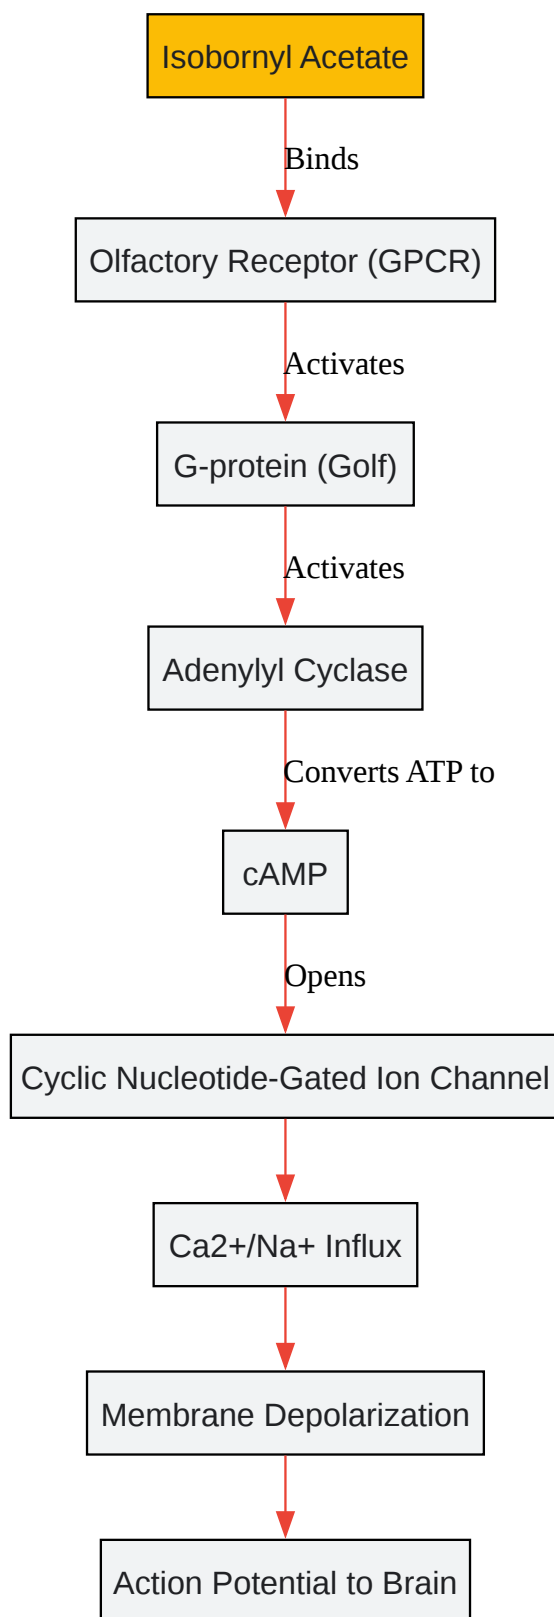 Isobornyl Acetate
Binds
Olfactory Receptor (GPCR)
Activates
G-protein (Golf)
Activates
Adenylyl Cyclase
Converts ATP to
cAMP
Opens
Cyclic Nucleotide-Gated Ion Channel
Ca2+/Na+ Influx
Membrane Depolarization
Action Potential to Brain